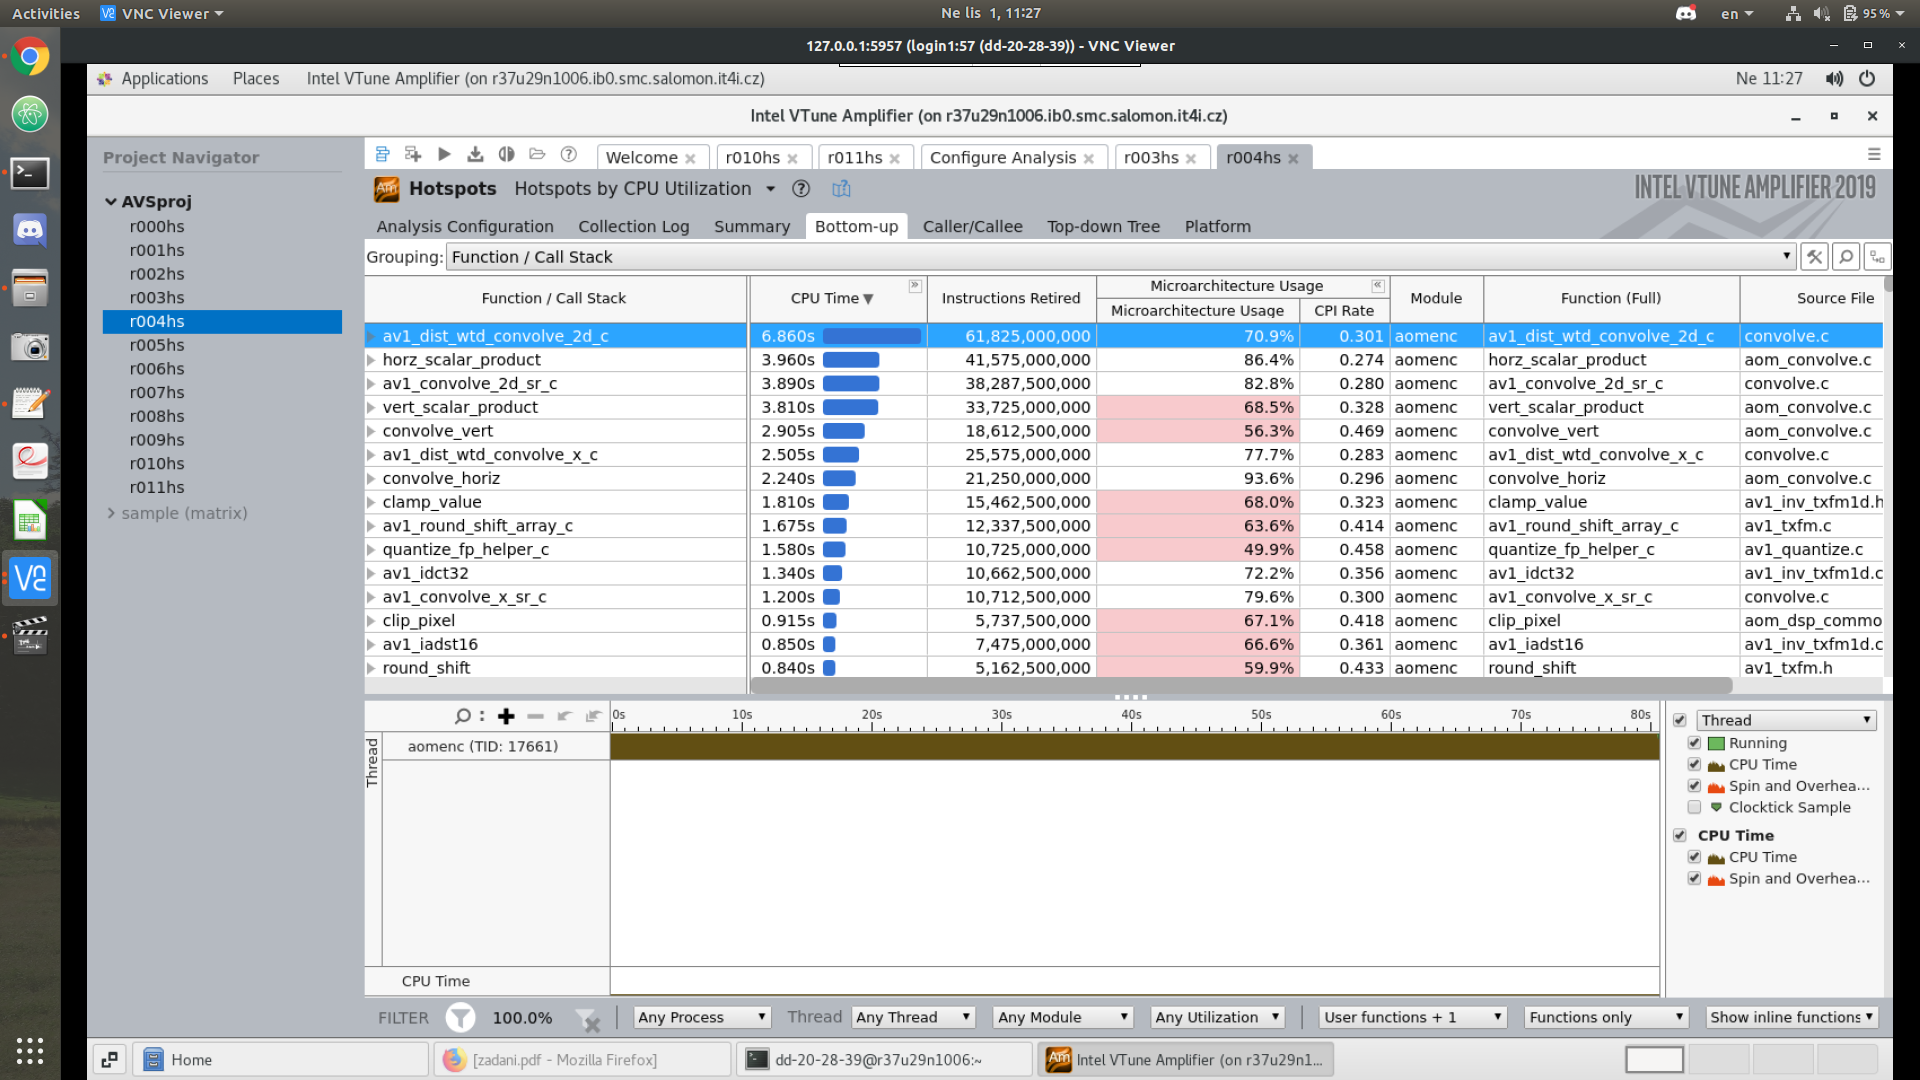 Activities VNC Viewer Ne lis 1, 11:27 en 95 %
127.0.0.1:5957 (login1:57 (dd-20-28-39)) - VNC Viewer
Applications Places Intel VTune Amplifier (on r37u29n1006.ib0.smc.salomon.it4i.cz) Ne 11:27
Intel VTune Amplifier (on r37u29n1006.ib0.smc.salomon.it4i.cz)
Project Navigator
AVSproj
r000hs
r001hs
r002hs
r003hs
r004hs
r005hs
r006hs
r007hs
r008hs
r009hs
r010hs
r011hs
sample (matrix)
Welcome r010hs r011hs Configure Analysis r003hs r004hs
Am Hotspots Hotspots by CPU Utilization INTEL VTUNE AMPLIFIER 2019
Analysis Configuration Collection Log Summary Bottom-up Caller/Callee Top-down Tree Platform
Grouping: Function / Call Stack
Function / Call Stack CPU Time Instructions Retired Microarchitecture Usage Module Function (Full) Source File
Microarchitecture Usage CPI Rate
av1_dist_wtd_convolve_2d_c 6.860s 61,825,000,000 70.9% 0.301 aomenc av1_dist_wtd_convolve_2d_c convolve.c
horz_scalar_product 3.960s 41,575,000,000 86.4% 0.274 aomenc horz_scalar_product aom_convolve.c
av1_convolve_2d_sr_c 3.890s 38,287,500,000 82.8% 0.280 aomenc av1_convolve_2d_sr_c convolve.c
vert_scalar_product 3.810s 33,725,000,000 68.5% 0.328 aomenc vert_scalar_product aom_convolve.c
convolve_vert 2.905s 18,612,500,000 56.3% 0.469 aomenc convolve_vert aom_convolve.c
av1_dist_wtd_convolve_x_c 2.505s 25,575,000,000 77.7% 0.283 aomenc av1_dist_wtd_convolve_x_c convolve.c
convolve_horiz 2.240s 21,250,000,000 93.6% 0.296 aomenc convolve_horiz aom_convolve.c
clamp_value 1.810s 15,462,500,000 68.0% 0.323 aomenc clamp_value av1_inv_txfm1d.h
av1_round_shift_array_c 1.675s 12,337,500,000 63.6% 0.414 aomenc av1_round_shift_array_c av1_txfm.c
quantize_fp_helper_c 1.580s 10,725,000,000 49.9% 0.458 aomenc quantize_fp_helper_c av1_quantize.c
av1_idct32 1.340s 10,662,500,000 72.2% 0.356 aomenc av1_idct32 av1_inv_txfm1d.c
av1_convolve_x_sr_c 1.200s 10,712,500,000 79.6% 0.300 aomenc av1_convolve_x_sr_c convolve.c
clip_pixel 0.915s 5,737,500,000 67.1% 0.418 aomenc clip_pixel aom_dsp_commo
av1_iadst16 0.850s 7,475,000,000 66.6% 0.361 aomenc av1_iadst16 av1_inv_txfm1d.c
round_shift 0.840s 5,162,500,000 59.9% 0.433 aomenc round_shift av1_txfm.h
0s 10s 20s 30s 40s 50s 60s 70s 80s
Thread
aomenc (TID: 17661)
CPU Time
Thread
Running
CPU Time
Spin and Overhea...
Clocktick Sample
CPU Time
CPU Time
Spin and Overhea...
FILTER 100.0% Any Process Thread Any Thread Any Module Any Utilization User functions + 1 Functions only Show inline functions
Home [zadani.pdf - Mozilla Firefox] dd-20-28-39@r37u29n1006:~ Am Intel VTune Amplifier (on r37u29n1...